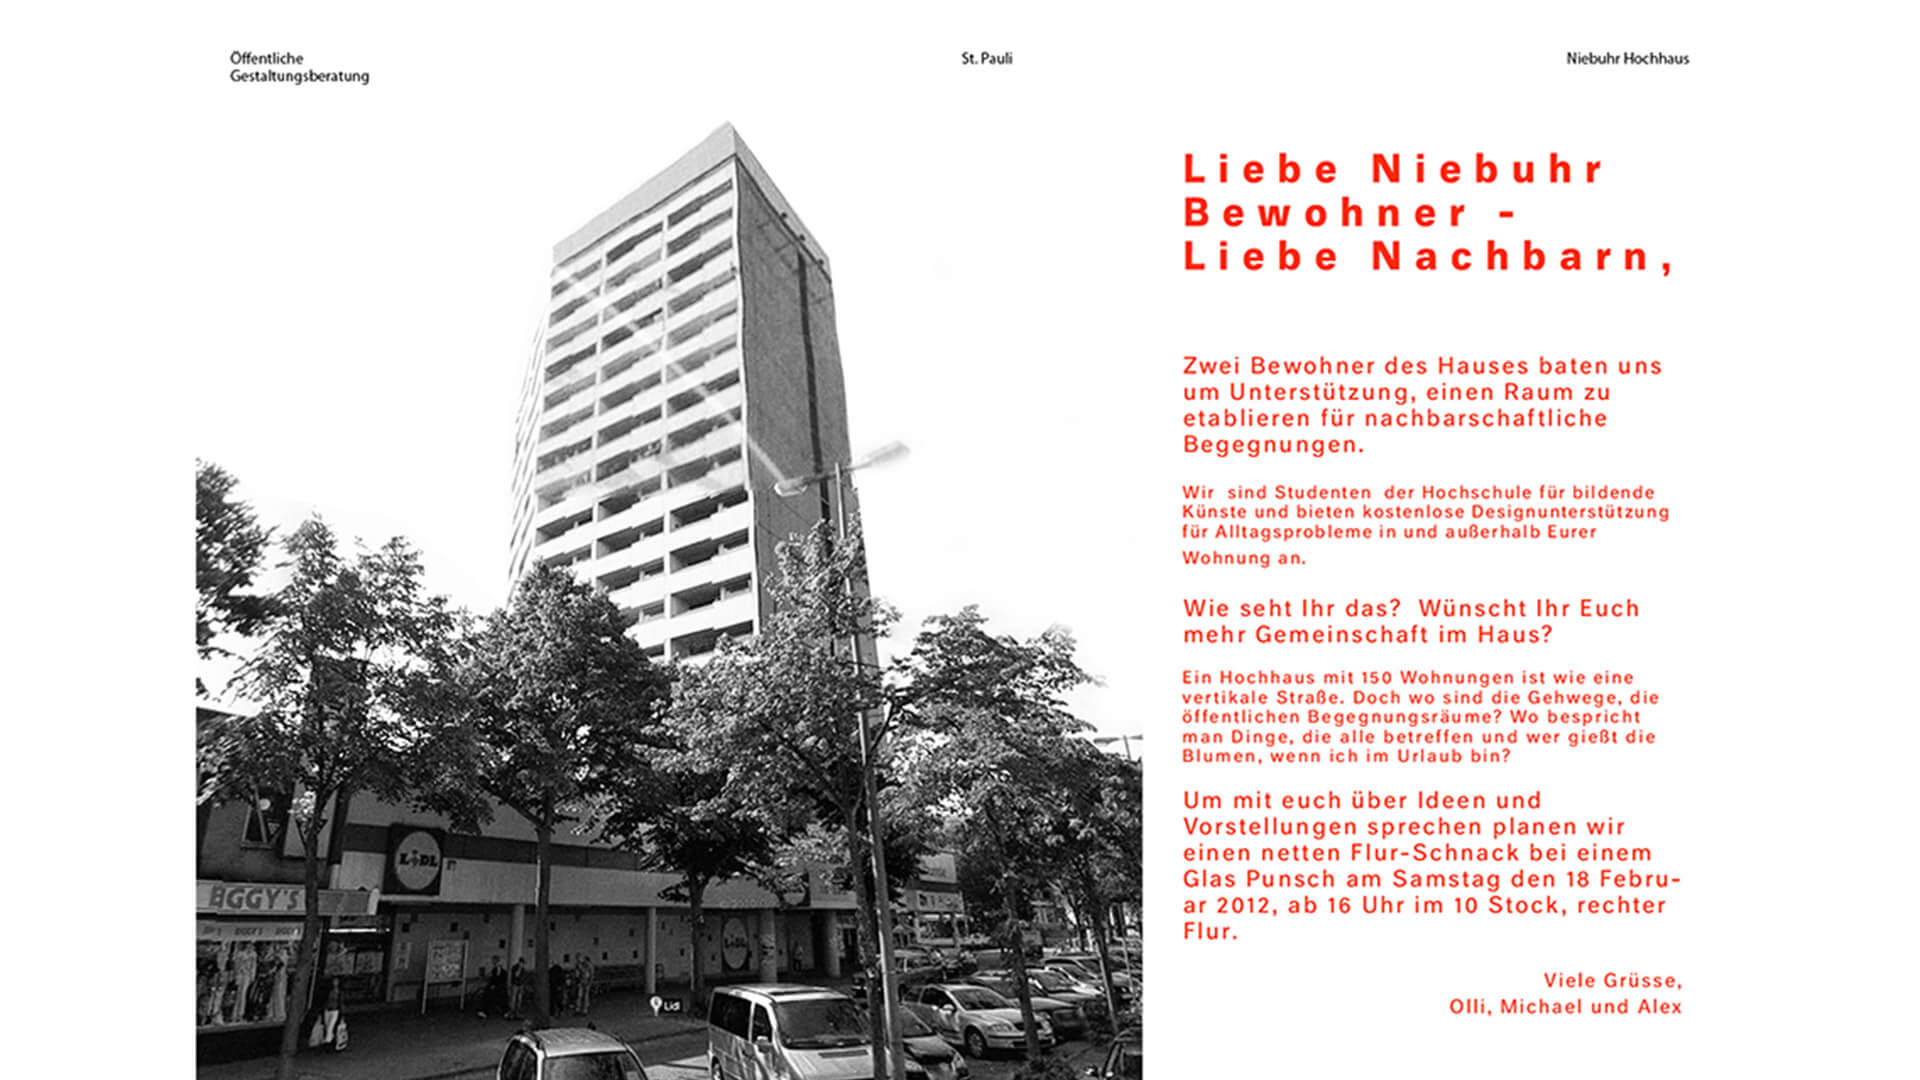 Öffentliche
Gestaltungsberatung
St. Pauli
Niebuhr Hochhaus
Liebe Niebuhr
Bewohner -
Liebe Nachbarn,
Zwei Bewohner des Hauses baten uns
um Unterstützung, einen Raum zu
etablieren für nachbarschaftliche
Begegnungen.
Wir sind Studenten der Hochschule für bildende
Künste und bieten kostenlose Designunterstützung
für Alltagsprobleme in und außerhalb Eurer
Wohnung an.
Wie seht Ihr das? Wünscht Ihr Euch
mehr Gemeinschaft im Haus?
Ein Hochhaus mit 150 Wohnungen ist wie eine
vertikale Straße. Doch wo sind die Gehwege, die
öffentlichen Begegnungsräume? Wo bespricht
man Dinge, die alle betreffen und wer gießt die
Blumen, wenn ich im Urlaub bin?
Um mit euch über Ideen und
Vorstellungen sprechen planen wir
einen netten Flur-Schnack bei einem
Glas Punsch am Samstag den 18 Febru-
ar 2012, ab 16 Uhr im 10 Stock, rechter
Flur.
Viele Grüsse,
Olli, Michael und Alex
LiDL
EGGY'S
LiDL
Lidl